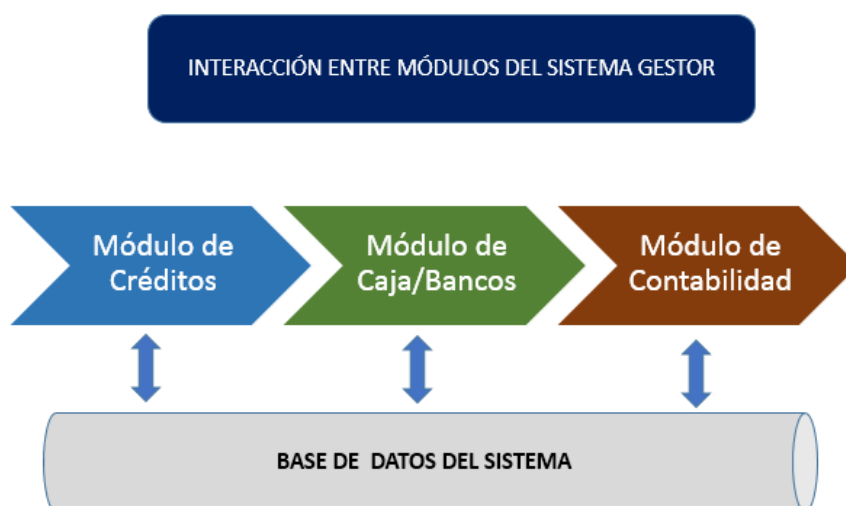 INTERACCIÓN ENTRE MÓDULOS DEL SISTEMA GESTOR
Módulo de
Créditos
Módulo de
Caja/Bancos
Módulo de
Contabilidad
BASE DE DATOS DEL SISTEMA